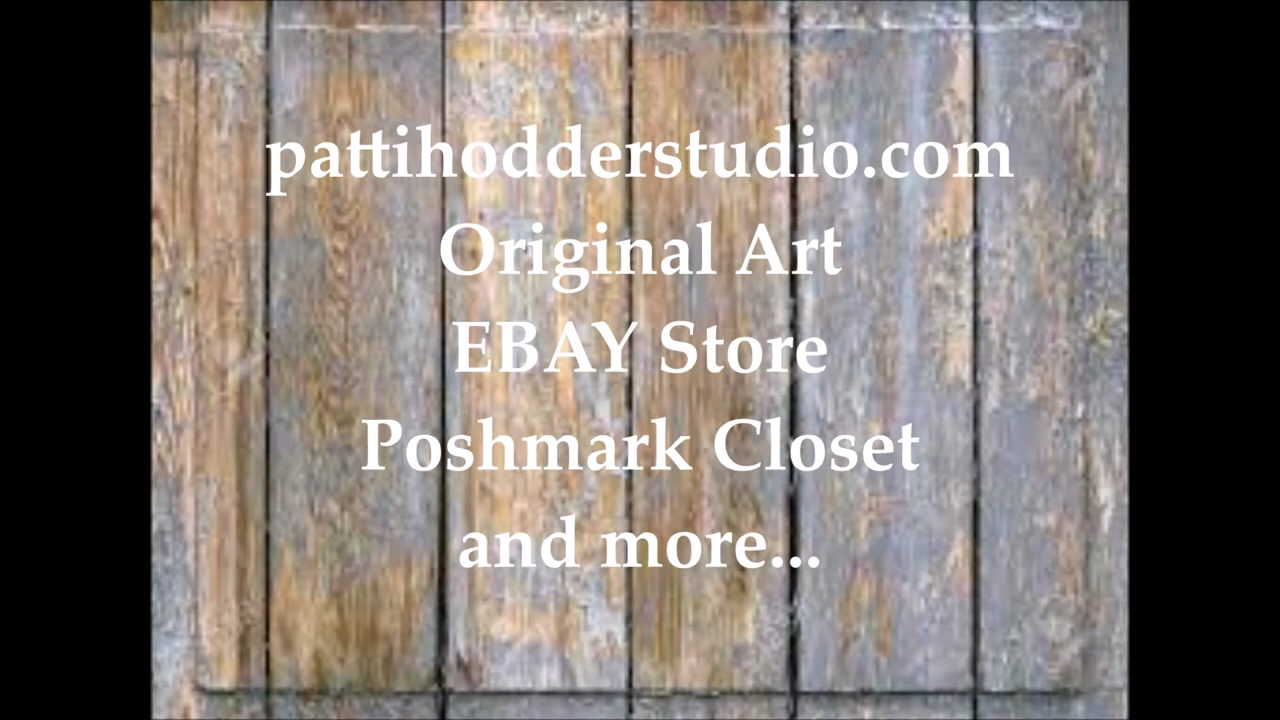 pattihodderstudio.com
Original Art
EBAY Store
Poshmark Closet
and more...